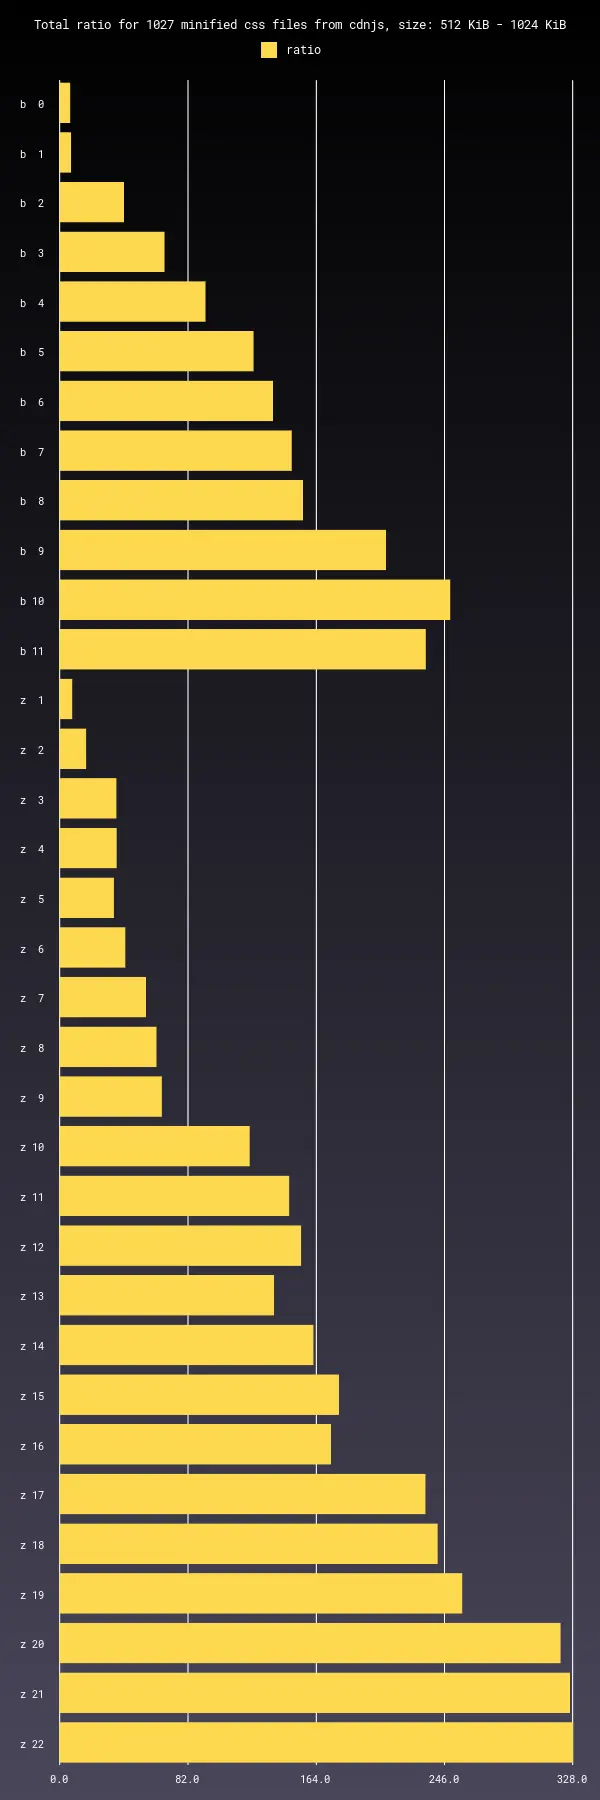 Total ratio for 1027 minified css files from cdnjs, size: 512 KiB - 1024 KiB
ratio
b 0
b 1
b 2
b 3
b 4
b 5
b 6
b 7
b 8
b 9
b 10
b 11
z 1
z 2
z 3
z 4
z 5
z 6
z 7
z 8
z 9
z 10
z 11
z 12
z 13
z 14
z 15
z 16
z 17
z 18
z 19
z 20
z 21
z 22
0.0 82.0 164.0 246.0 328.0